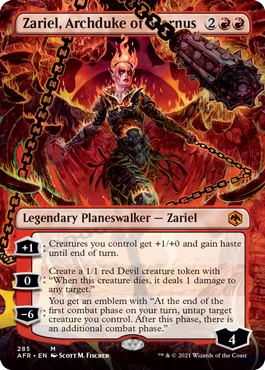 Zariel, Archduke of Avernus 2
+1 : Creatures you control get +1/+0 and gain haste
until end of turn.
0 : Create a 1/1 red Devil creature token with
"When this creature dies, it deals 1 damage
to any target."
-6 : You get an emblem with "At the end of the
first combat phase on your turn, untap target
creature you control. After this phase, there is
an additional combat phase."
Legendary Planeswalker — Zariel
4
285 M
AFR • EN Scott M. Fischer ™ & © 2021 Wizards of the Coast